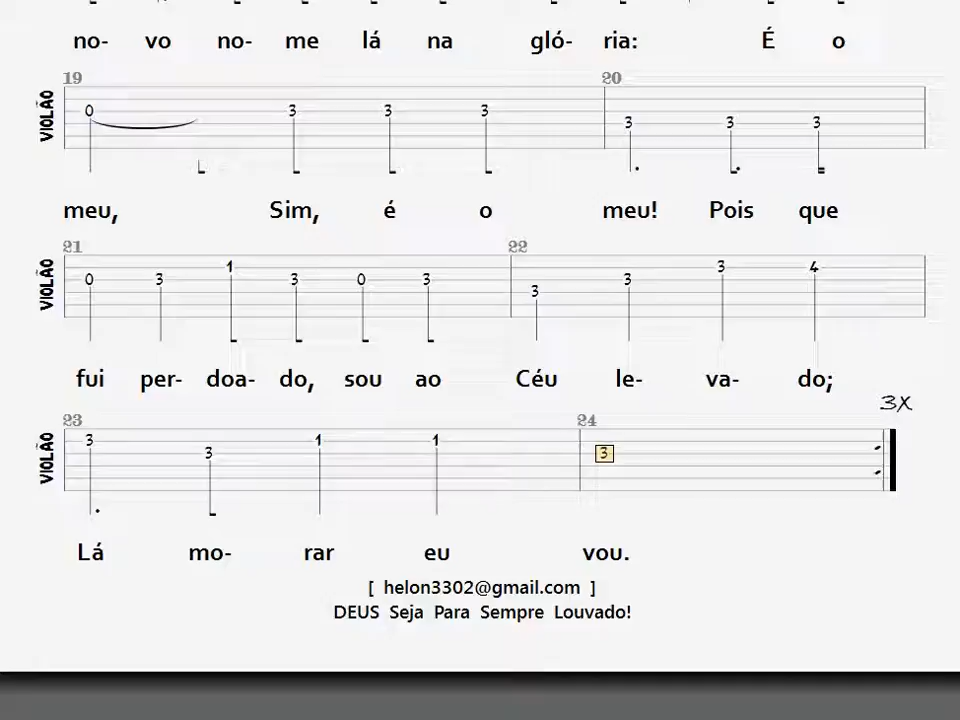 no- vo no- me lá na gló- ria: É o
19 20
VIOLÃO 0 3 3 3 3 3 3
meu, Sim, é o meu! Pois que
21 22
VIOLÃO 0 3 1 3 0 3 3 3 3 4
fui per- doa- do, sou ao Céu le- va- do;
3X
23 24
VIOLÃO 3 3 1 1 3
Lá mo- rar eu vou.
[ helon3302@gmail.com ]
DEUS Seja Para Sempre Louvado!